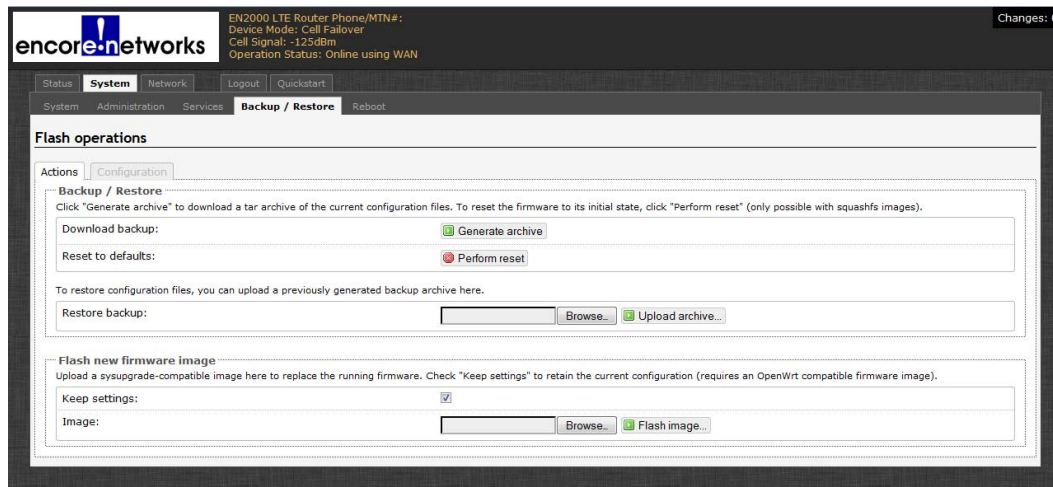 encore!networks
EN2000 LTE Router Phone/MTN#:
Device Mode: Cell Failover
Cell Signal: -125dBm
Operation Status: Online using WAN
Changes:
Status System Network Logout Quickstart
System Administration Services Backup / Restore Reboot
Flash operations
Actions Configuration
Backup / Restore
Click "Generate archive" to download a tar archive of the current configuration files. To reset the firmware to its initial state, click "Perform reset" (only possible with squashfs images).
Download backup: Generate archive
Reset to defaults: Perform reset
To restore configuration files, you can upload a previously generated backup archive here.
Restore backup: Browse... Upload archive...
Flash new firmware image
Upload a sysupgrade-compatible image here to replace the running firmware. Check "Keep settings" to retain the current configuration (requires an OpenWrt compatible firmware image).
Keep settings:
Image: Browse... Flash image...